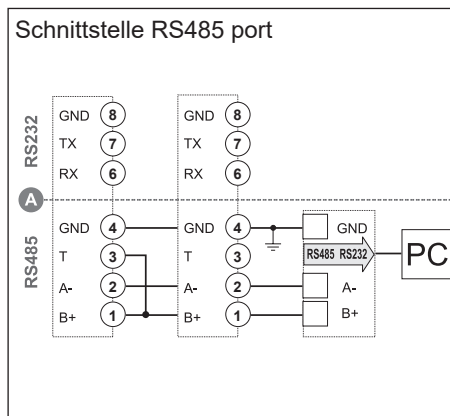 Schnittstelle RS485 port
RS232
GND 8 GND 8
TX 7 TX 7
RX 6 RX 6
A
RS485
GND 4 GND 4 GND
T 3 T 3 RS485 RS232 PC
A- 2 A- 2 A-
B+ 1 B+ 1 B+